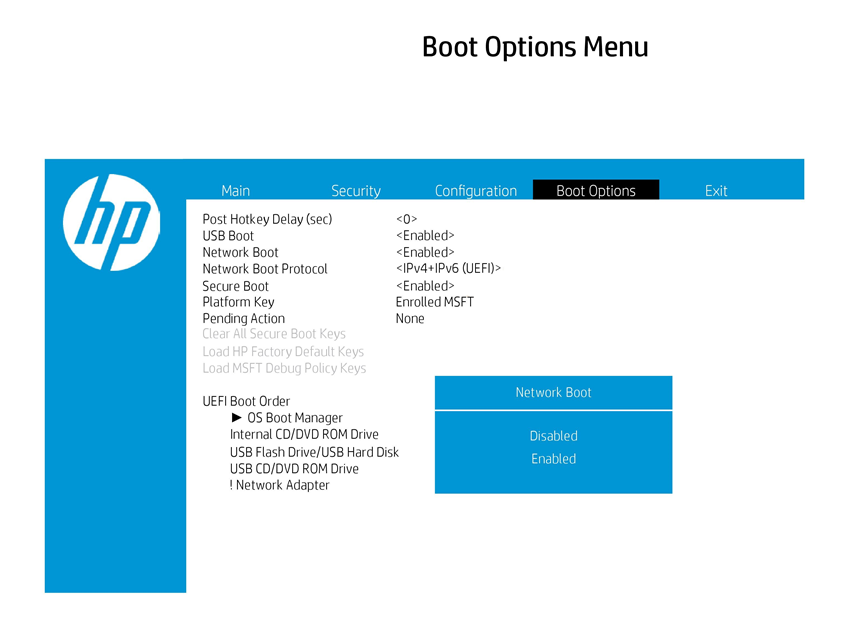 Boot Options Menu
hp
Main Security Configuration Boot Options Exit
Post Hotkey Delay (sec) <0>
USB Boot <Enabled>
Network Boot <Enabled>
Network Boot Protocol <IPv4+IPv6 (UEFI)>
Secure Boot <Enabled>
Platform Key Enrolled MSFT
Pending Action None
Clear All Secure Boot Keys
Load HP Factory Default Keys
Load MSFT Debug Policy Keys
UEFI Boot Order
► OS Boot Manager
Internal CD/DVD ROM Drive
USB Flash Drive/USB Hard Disk
USB CD/DVD ROM Drive
! Network Adapter
Network Boot
Disabled
Enabled